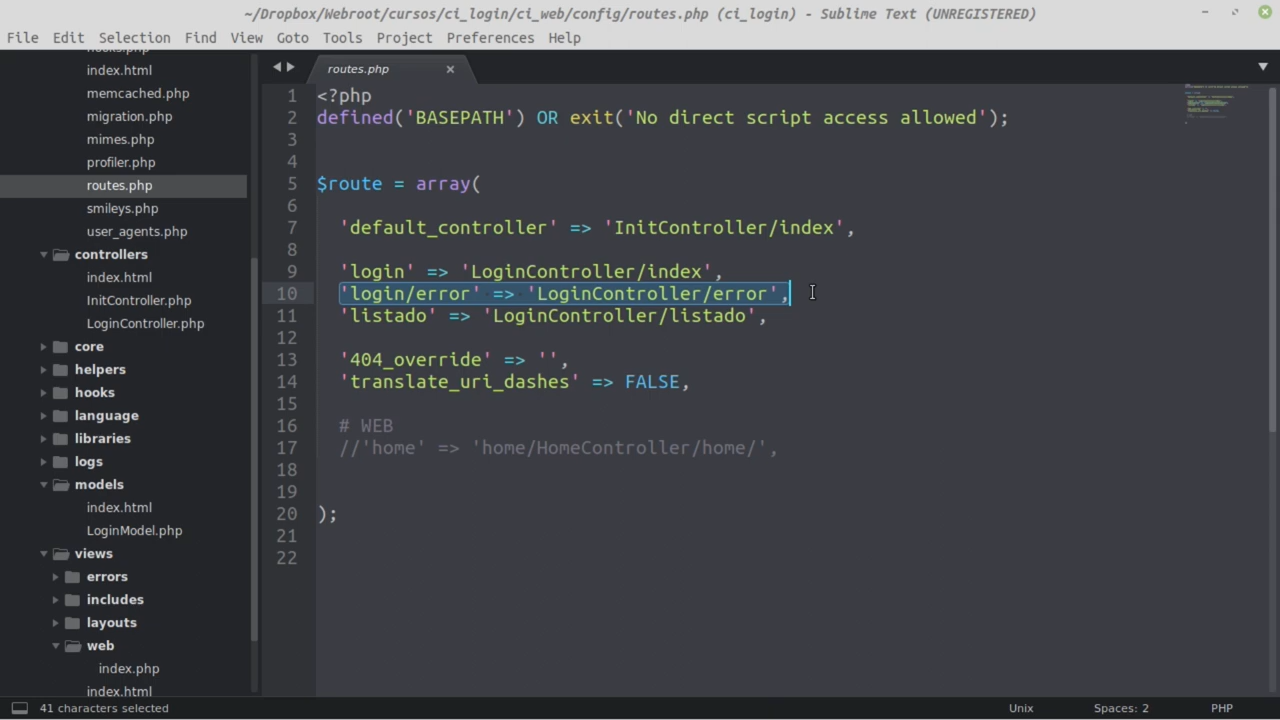 ~/Dropbox/Webroot/cursos/ci_login/ci_web/config/routes.php (ci_login) - Sublime Text (UNREGISTERED)
File Edit Selection Find View Goto Tools Project Preferences Help
index.html
memcached.php
migration.php
mimes.php
profiler.php
routes.php
smileys.php
user_agents.php
controllers
index.html
InitController.php
LoginController.php
core
helpers
hooks
language
libraries
logs
models
index.html
LoginModel.php
views
errors
includes
layouts
web
index.php
index.html
routes.php
1 <?php
2 defined('BASEPATH') OR exit('No direct script access allowed');
3
4
5 $route = array(
6
7 'default_controller' => 'InitController/index',
8
9 'login' => 'LoginController/index',
10 'login/error' => 'LoginController/error',
11 'listado' => 'LoginController/listado',
12
13 '404_override' => '',
14 'translate_uri_dashes' => FALSE,
15
16 # WEB
17 //'home' => 'home/HomeController/home/',
18
19
20 );
21
22
41 characters selected
Unix Spaces: 2 PHP